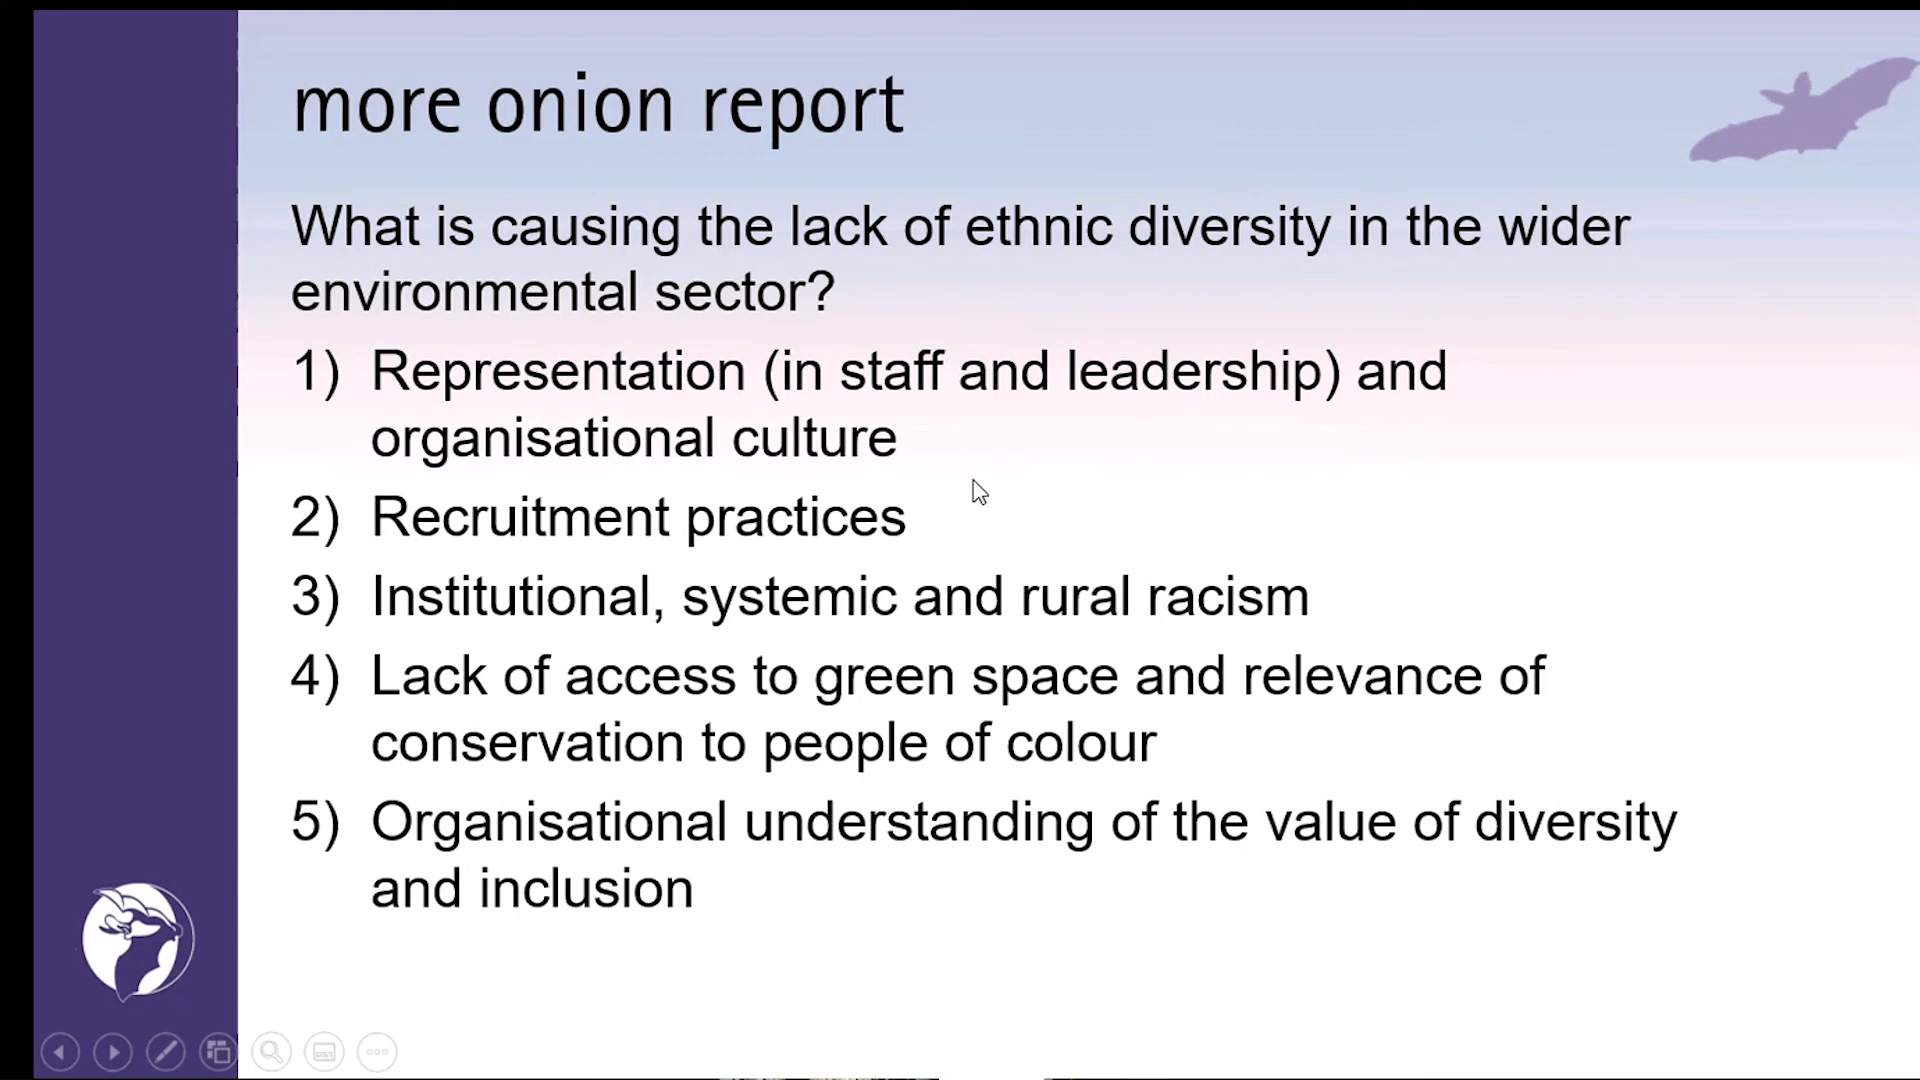 more onion report
What is causing the lack of ethnic diversity in the wider
environmental sector?
1) Representation (in staff and leadership) and
organisational culture
2) Recruitment practices
3) Institutional, systemic and rural racism
4) Lack of access to green space and relevance of
conservation to people of colour
5) Organisational understanding of the value of diversity
and inclusion